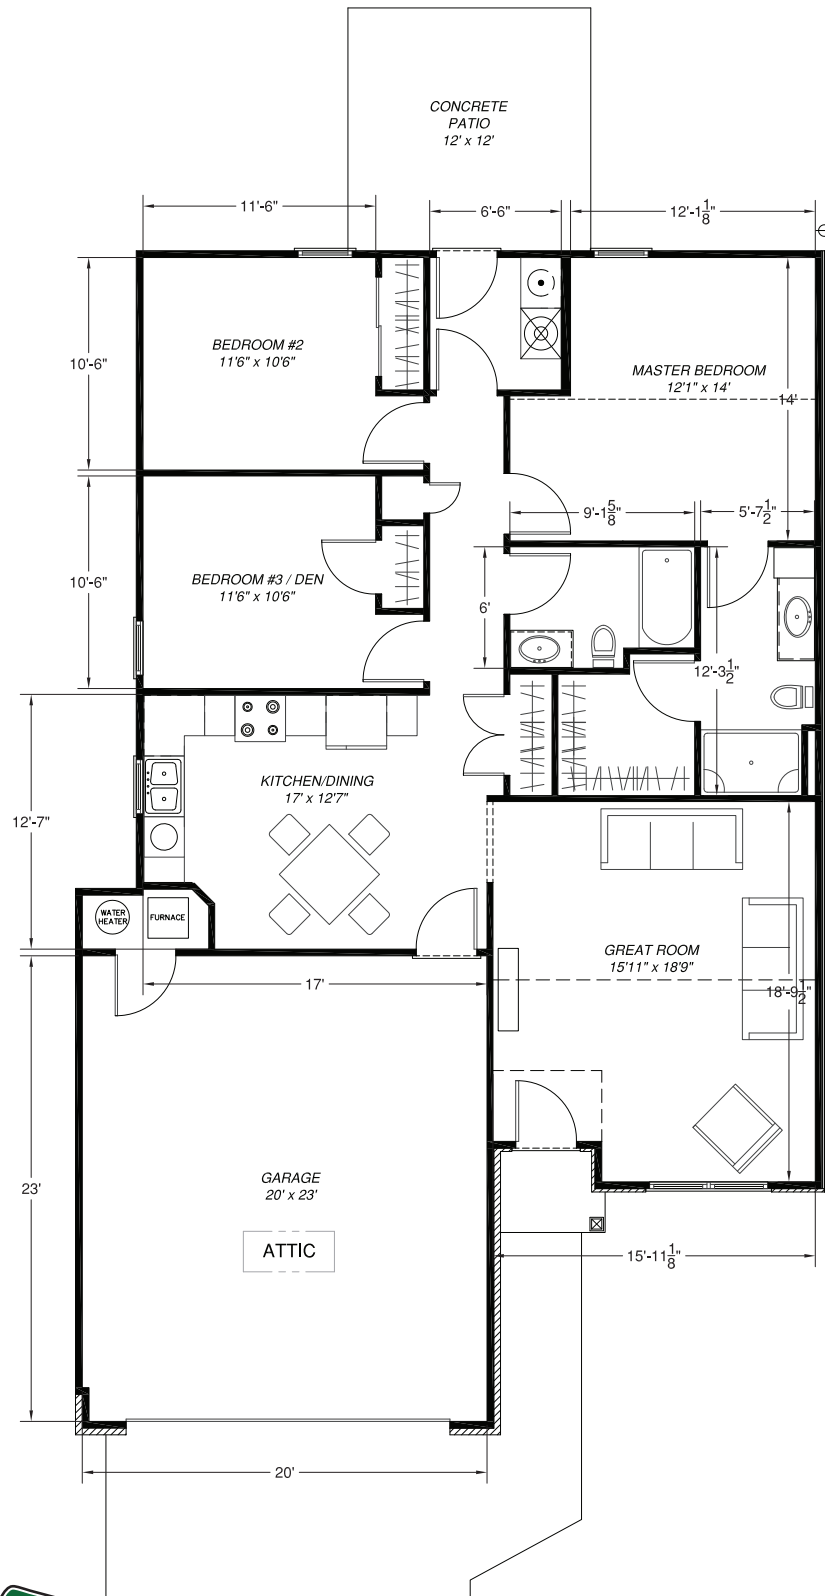 CONCRETE
PATIO
12' x 12'
11'-6"
6'-6"
12'-1 1/8"
BEDROOM #2
11'6" x 10'6"
10'-6"
MASTER BEDROOM
12'1" x 14'
14'
9'-1 5/8"
5'-7 1/2"
BEDROOM #3 / DEN
11'6" x 10'6"
10'-6"
6'
12'-3 1/2"
KITCHEN/DINING
17' x 12'7"
12'-7"
WATER
HEATER
FURNACE
GREAT ROOM
15'11" x 18'9"
17'
18'-9 1/2"
GARAGE
20' x 23'
23'
ATTIC
15'-11 1/8"
20'